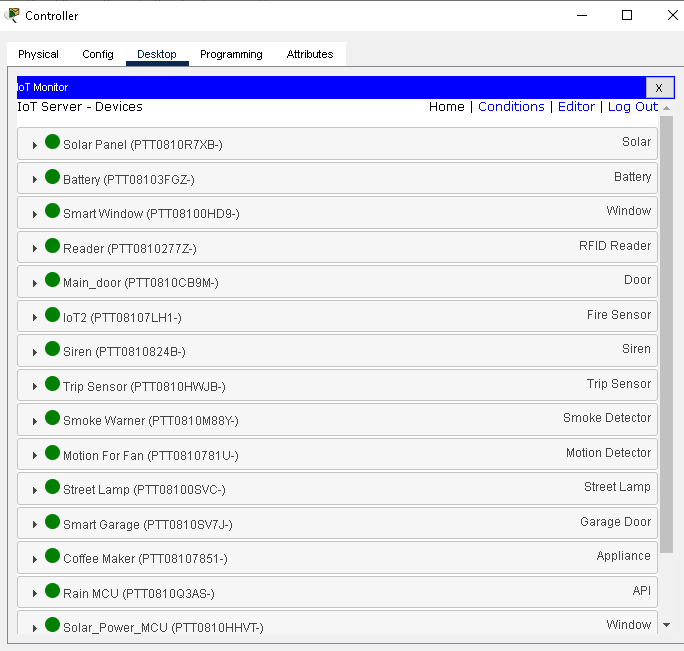 Controller
Physical Config Desktop Programming Attributes
IoT Monitor X
IoT Server - Devices Home | Conditions | Editor | Log Out
Solar Panel (PTT0810R7XB-) Solar
Battery (PTT08103FGZ-) Battery
Smart Window (PTT08100HD9-) Window
Reader (PTT0810277Z-) RFID Reader
Main_door (PTT0810CB9M-) Door
IoT2 (PTT08107LH1-) Fire Sensor
Siren (PTT0810824B-) Siren
Trip Sensor (PTT0810HWJB-) Trip Sensor
Smoke Warner (PTT0810M88Y-) Smoke Detector
Motion For Fan (PTT0810781U-) Motion Detector
Street Lamp (PTT08100SVC-) Street Lamp
Smart Garage (PTT0810SV7J-) Garage Door
Coffee Maker (PTT08107851-) Appliance
Rain MCU (PTT0810Q3AS-) API
Solar_Power_MCU (PTT0810HHVT-) Window